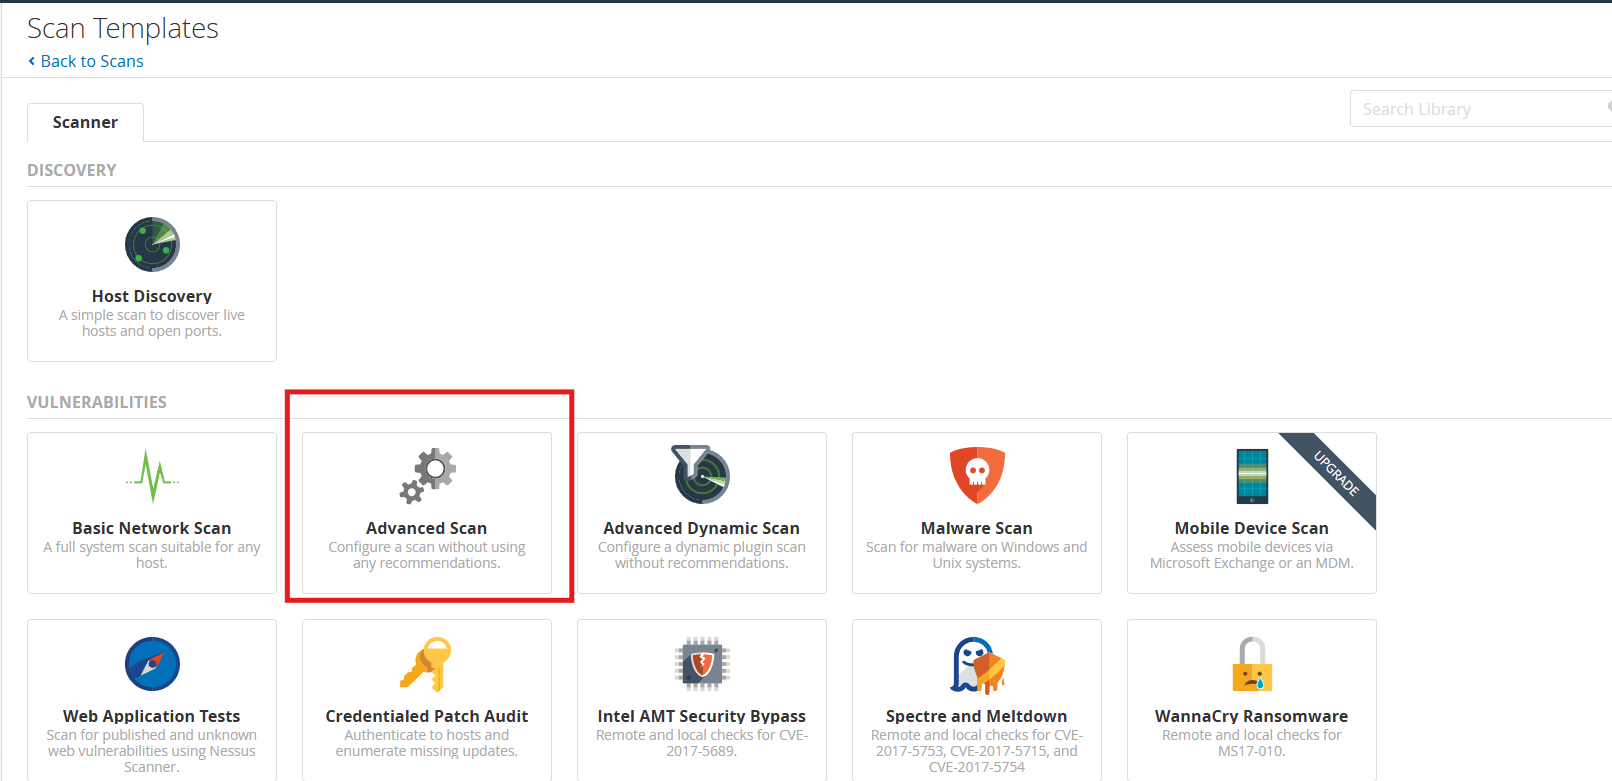 Scan Templates
Back to Scans
Scanner
Search Library
DISCOVERY
Host Discovery
A simple scan to discover live
hosts and open ports.
VULNERABILITIES
Basic Network Scan
A full system scan suitable for any
host.
Advanced Scan
Configure a scan without using
any recommendations.
Advanced Dynamic Scan
Configure a dynamic plugin scan
without recommendations.
Malware Scan
Scan for malware on Windows and
Unix systems.
UPGRADE
Mobile Device Scan
Assess mobile devices via
Microsoft Exchange or an MDM.
Web Application Tests
Scan for published and unknown
web vulnerabilities using Nessus
Scanner.
Credentialed Patch Audit
Authenticate to hosts and
enumerate missing updates.
Intel AMT Security Bypass
Remote and local checks for CVE-
2017-5689.
Spectre and Meltdown
Remote and local checks for CVE-
2017-5753, CVE-2017-5715, and
CVE-2017-5754
WannaCry Ransomware
Remote and local checks for
MS17-010.